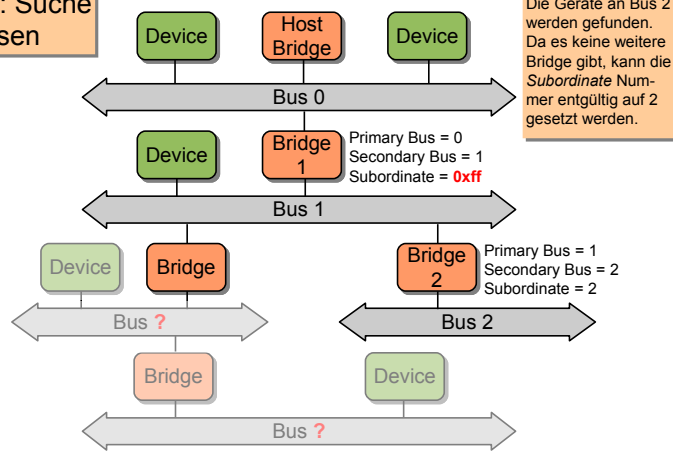 : Suche
sen
Die Geräte an Bus 2
werden gefunden.
Da es keine weitere
Bridge gibt, kann die
Subordinate Num-
mer entgültig auf 2
gesetzt werden.
Device
Host
Bridge
Device
Bus 0
Device
Bridge
1
Primary Bus = 0
Secondary Bus = 1
Subordinate = 0xff
Bus 1
Device
Bridge
Bridge
2
Primary Bus = 1
Secondary Bus = 2
Subordinate = 2
Bus ?
Bus 2
Bridge
Device
Bus ?